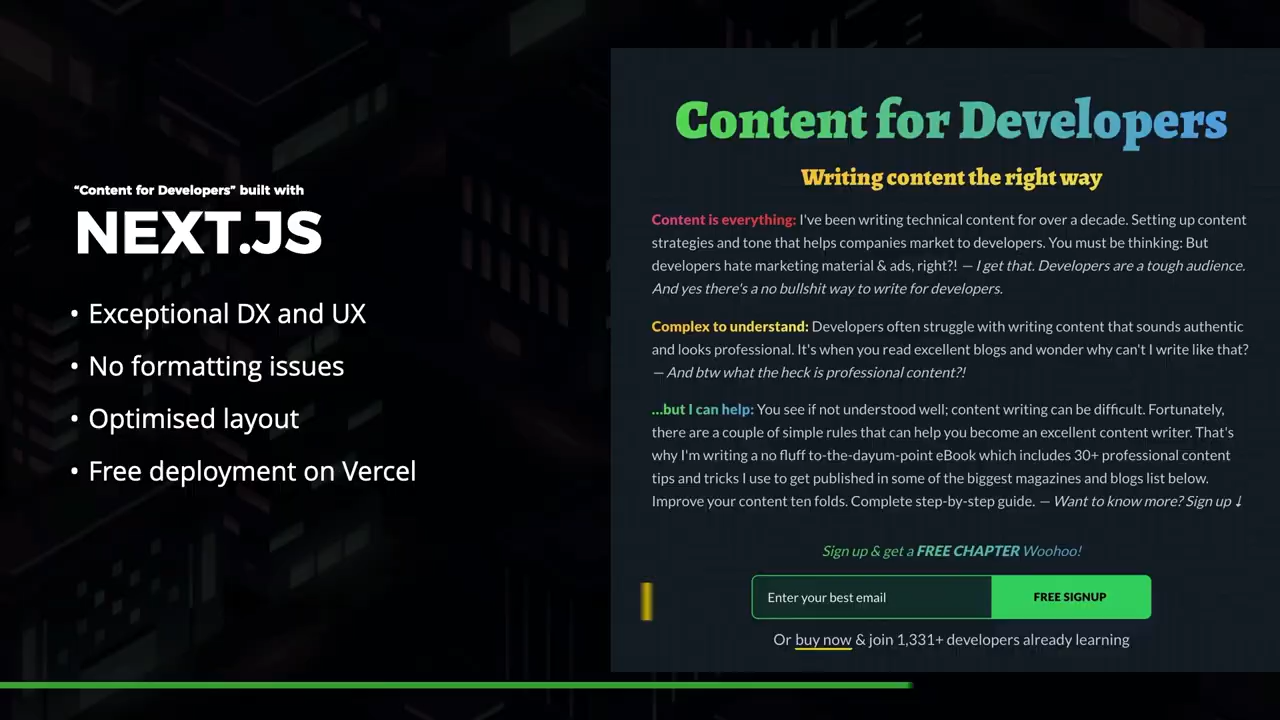 “Content for Developers” built with
NEXT.JS
• Exceptional DX and UX
• No formatting issues
• Optimised layout
• Free deployment on Vercel
Content for Developers
Writing content the right way
Content is everything: I've been writing technical content for over a decade. Setting up content
strategies and tone that helps companies market to developers. You must be thinking: But
developers hate marketing material & ads, right?! — I get that. Developers are a tough audience.
And yes there's a no bullshit way to write for developers.
Complex to understand: Developers often struggle with writing content that sounds authentic
and looks professional. It's when you read excellent blogs and wonder why can't I write like that?
— And btw what the heck is professional content?!
...but I can help: You see if not understood well; content writing can be difficult. Fortunately,
there are a couple of simple rules that can help you become an excellent content writer. That's
why I'm writing a no fluff to-the-dayum-point eBook which includes 30+ professional content
tips and tricks I use to get published in some of the biggest magazines and blogs list below.
Improve your content ten folds. Complete step-by-step guide. — Want to know more? Sign up ↓
Sign up & get a FREE CHAPTER Woohoo!
Enter your best email
FREE SIGNUP
Or buy now & join 1,331+ developers already learning